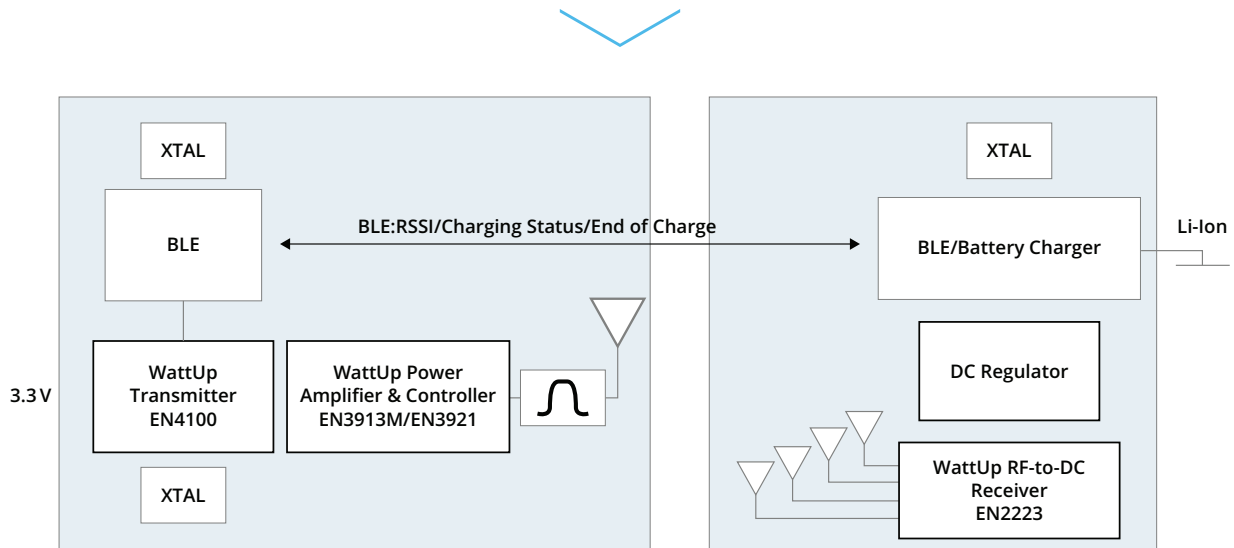 XTAL
BLE
BLE:RSSI/Charging Status/End of Charge
3.3 V
WattUp
Transmitter
EN4100
WattUp Power
Amplifier & Controller
EN3913M/EN3921
XTAL
XTAL
BLE/Battery Charger
Li-Ion
DC Regulator
WattUp RF-to-DC
Receiver
EN2223